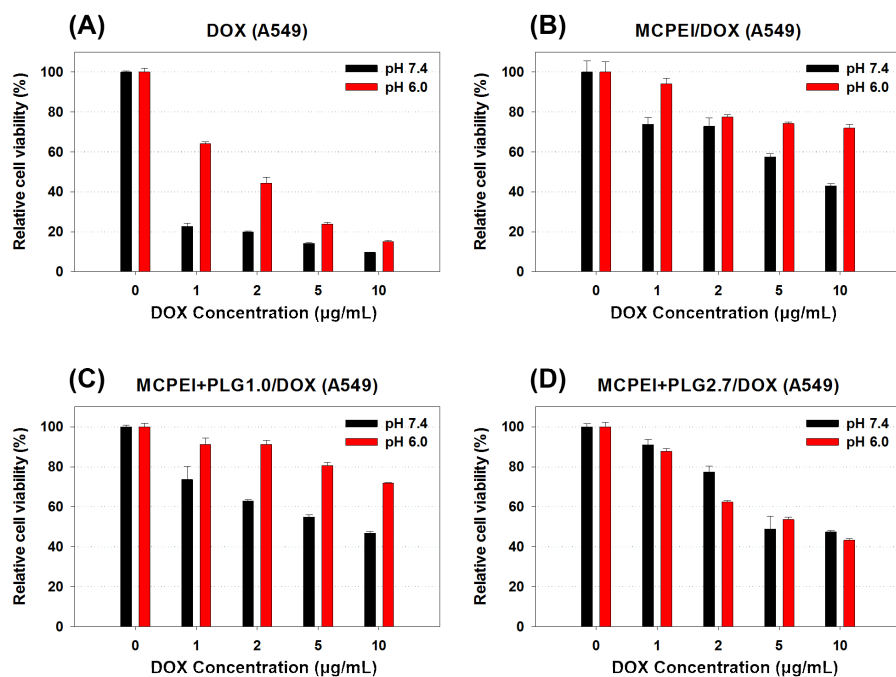 (A)
DOX (A549)
Relative cell viability (%)
100
80
60
40
20
0
pH 7.4
pH 6.0
0 1 2 5 10
DOX Concentration (µg/mL)
(B)
MCPEI/DOX (A549)
Relative cell viability (%)
100
80
60
40
20
0
pH 7.4
pH 6.0
0 1 2 5 10
DOX Concentration (µg/mL)
(C)
MCPEI+PLG1.0/DOX (A549)
Relative cell viability (%)
100
80
60
40
20
0
pH 7.4
pH 6.0
0 1 2 5 10
DOX Concentration (µg/mL)
(D)
MCPEI+PLG2.7/DOX (A549)
Relative cell viability (%)
100
80
60
40
20
0
pH 7.4
pH 6.0
0 1 2 5 10
DOX Concentration (µg/mL)